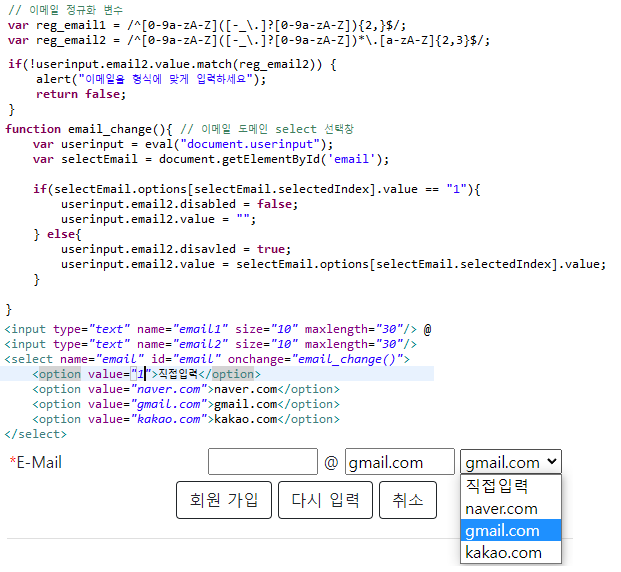 // 이메일 정규화 변수
var reg_email1 = /^[0-9a-zA-Z]([-_\.]?[0-9a-zA-Z]){2,}$/;
var reg_email2 = /^[0-9a-zA-Z]([-_\.]?[0-9a-zA-Z])*\.[a-zA-Z]{2,3}$/;
if(!userinput.email2.value.match(reg_email2)) {
    alert("이메일을 형식에 맞게 입력하세요");
    return false;
}
function email_change(){ // 이메일 도메인 select 선택창
    var userinput = eval("document.userinput");
    var selectEmail = document.getElementById('email');
    if(selectEmail.options[selectEmail.selectedIndex].value == "1"){
        userinput.email2.disabled = false;
        userinput.email2.value = "";
    } else{
        userinput.email2.disavled = true;
        userinput.email2.value = selectEmail.options[selectEmail.selectedIndex].value;
    }
}
<input type="text" name="email1" size="10" maxlength="30"/> @
<input type="text" name="email2" size="10" maxlength="30"/>
<select name="email" id="email" onchange="email_change()">
    <option value="1">직접입력</option>
    <option value="naver.com">naver.com</option>
    <option value="gmail.com">gmail.com</option>
    <option value="kakao.com">kakao.com</option>
</select>
*E-Mail @ gmail.com gmail.com
회원 가입 다시 입력 취소
직접입력
naver.com
gmail.com
kakao.com